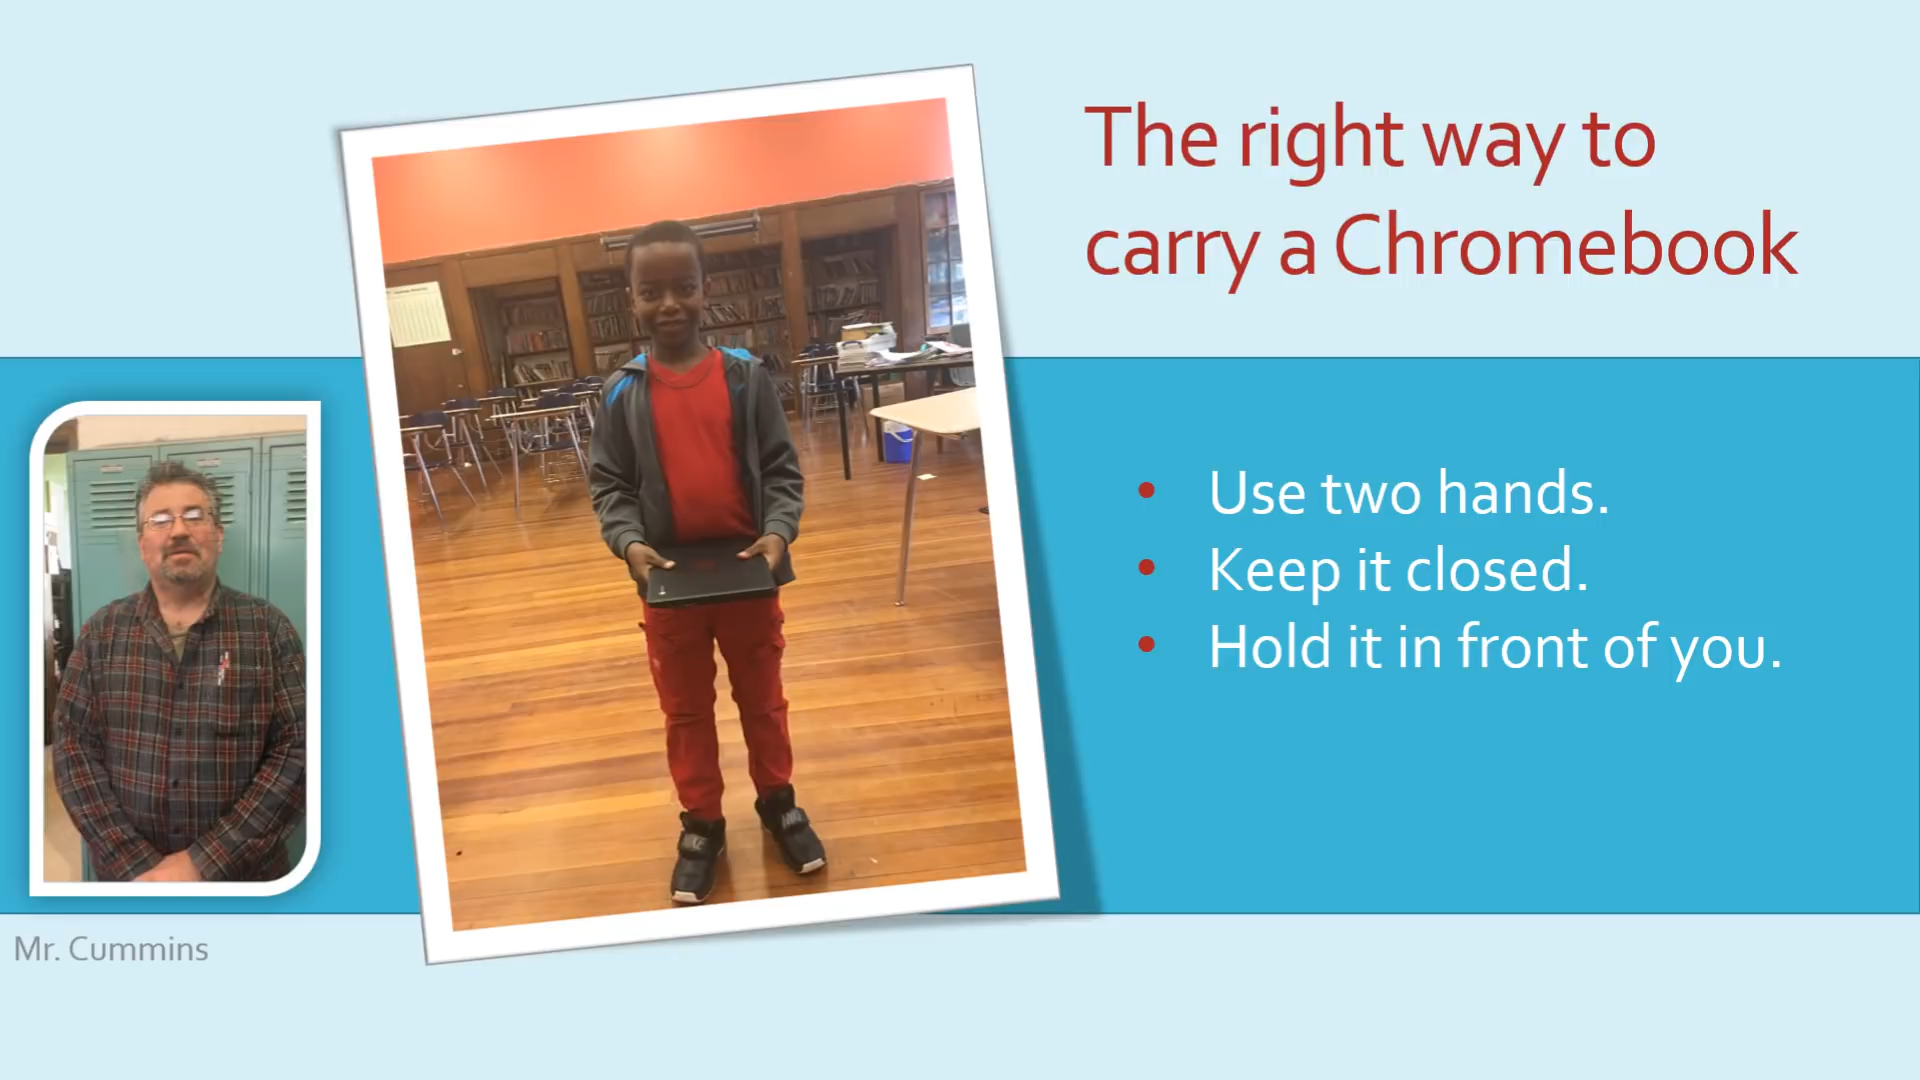 The right way to
carry a Chromebook
• Use two hands.
• Keep it closed.
• Hold it in front of you.
Mr. Cummins